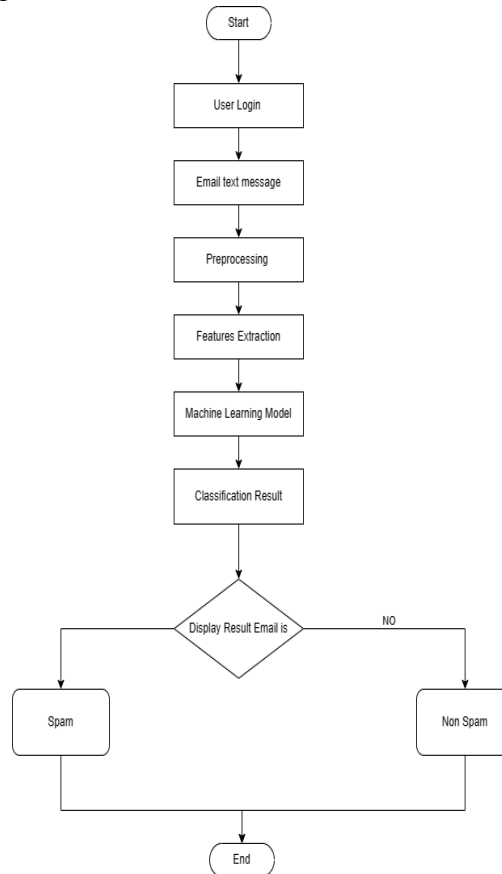 Start
User Login
Email text message
Preprocessing
Features Extraction
Machine Learning Model
Classification Result
Display Result Email is
NO
Spam
Non Spam
End